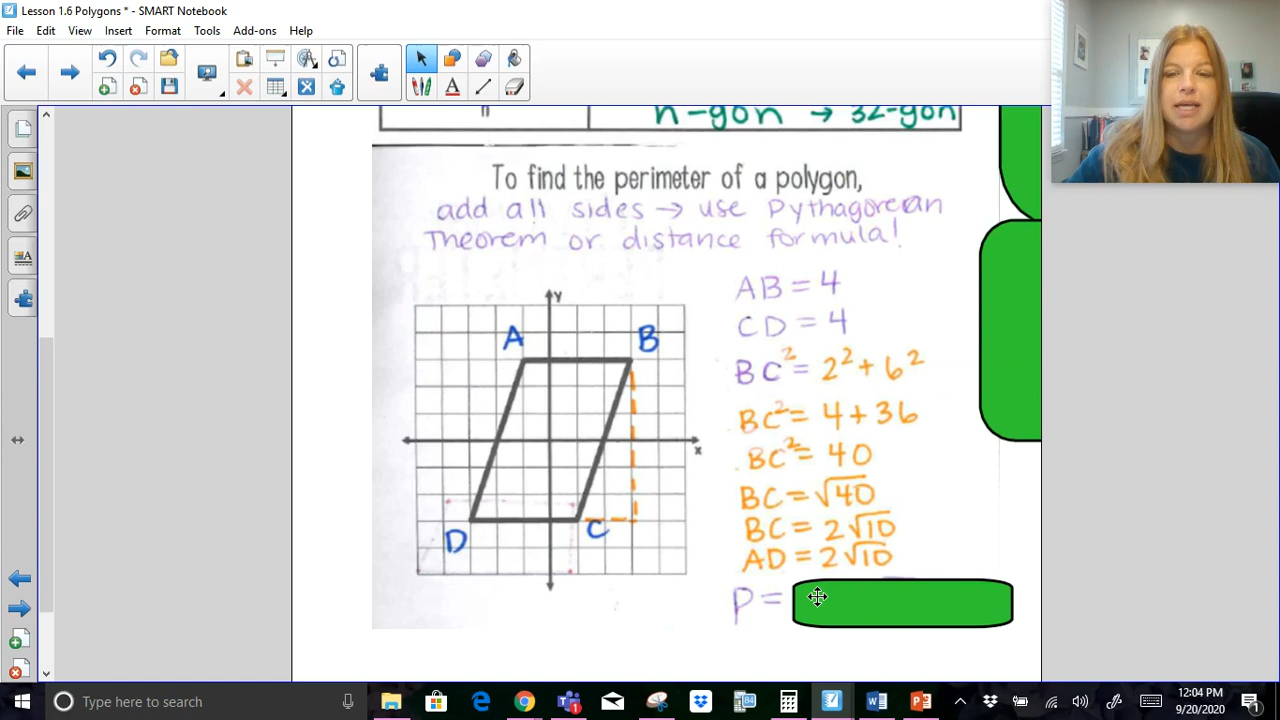 Lesson 1.6 Polygons * - SMART Notebook
File Edit View Insert Format Tools Add-ons Help
n n-gon → 32-gon
To find the perimeter of a polygon,
add all sides → use Pythagorean
Theorem or distance formula!
Y
A B
x
D C
AB = 4
CD = 4
BC² = 2² + 6²
BC² = 4 + 36
BC² = 40
BC = √40
BC = 2√10
AD = 2√10
P =
Type here to search
12:04 PM
9/20/2020